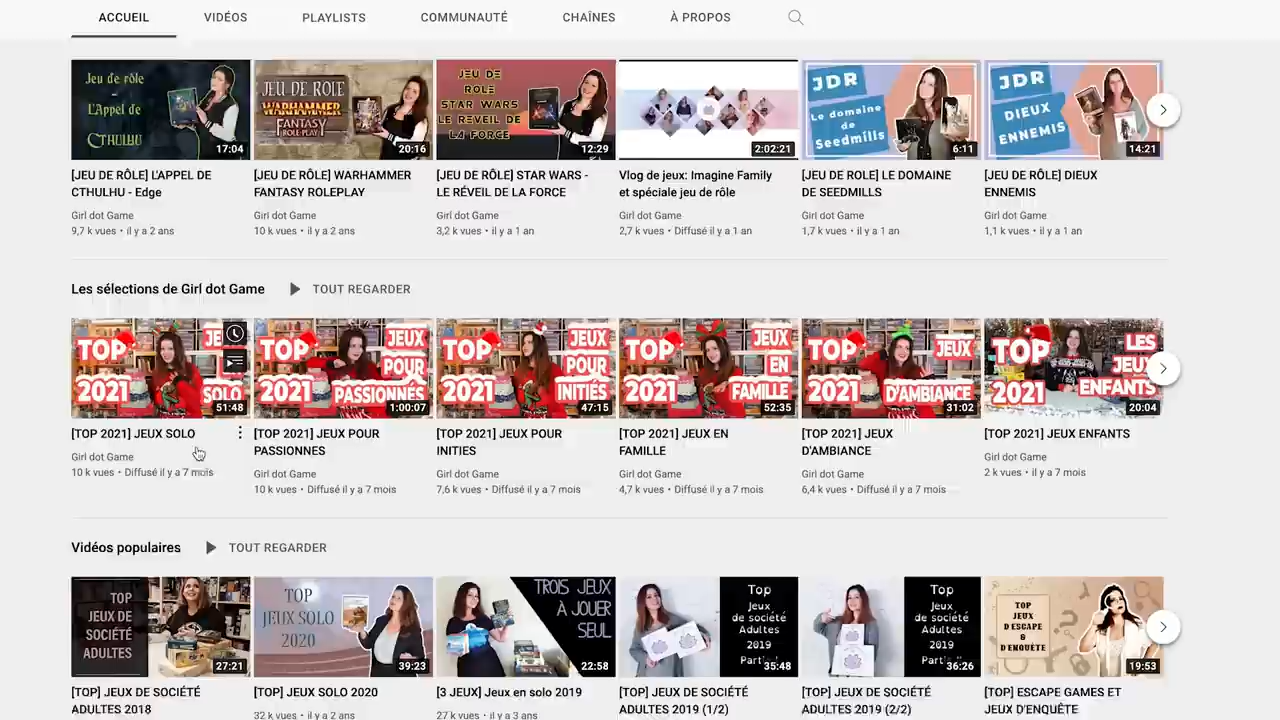 ACCUEIL
VIDÉOS
PLAYLISTS
COMMUNAUTÉ
CHAÎNES
À PROPOS
Jeu de rôle
-
L'Appel de
CTHULHU
17:04
JEU DE RÔLE
WARHAMMER
FANTASY
ROLE-PLAY
20:16
JEU DE
ROLE
STAR WARS
LE REVEIL DE
LA FORCE
12:29
2:02:21
JDR
Le domaine
de
Seedmills
6:11
JDR
DIEUX
ENNEMIS
14:21
[JEU DE RÔLE] L'APPEL DE
CTHULHU - Edge
Girl dot Game
9,7 k vues • il y a 2 ans
[JEU DE RÔLE] WARHAMMER
FANTASY ROLEPLAY
Girl dot Game
10 k vues • il y a 2 ans
[JEU DE RÔLE] STAR WARS -
LE RÉVEIL DE LA FORCE
Girl dot Game
3,2 k vues • il y a 1 an
Vlog de jeux: Imagine Family
et spéciale jeu de rôle
Girl dot Game
2,7 k vues • Diffusé il y a 1 an
[JEU DE ROLE] LE DOMAINE
DE SEEDMILLS
Girl dot Game
1,7 k vues • il y a 1 an
[JEU DE RÔLE] DIEUX
ENNEMIS
Girl dot Game
1,1 k vues • il y a 1 an
Les sélections de Girl dot Game
TOUT REGARDER
TOP
2021
SOLO
51:48
TOP
2021
JEUX
POUR
PASSIONNÉS
1:00:07
TOP
2021
JEUX
POUR
INITIÉS
47:15
TOP
2021
JEUX
EN
FAMILLE
52:35
TOP
2021
JEUX
D'AMBIANCE
31:02
TOP
2021
LES
JEUX
ENFANTS
20:04
[TOP 2021] JEUX SOLO
Girl dot Game
10 k vues • Diffusé il y a 7 mois
[TOP 2021] JEUX POUR
PASSIONNES
Girl dot Game
10 k vues • Diffusé il y a 7 mois
[TOP 2021] JEUX POUR
INITIES
Girl dot Game
7,6 k vues • Diffusé il y a 7 mois
[TOP 2021] JEUX EN
FAMILLE
Girl dot Game
4,7 k vues • Diffusé il y a 7 mois
[TOP 2021] JEUX
D'AMBIANCE
Girl dot Game
6,4 k vues • Diffusé il y a 7 mois
[TOP 2021] JEUX ENFANTS
Girl dot Game
2 k vues • il y a 7 mois
Vidéos populaires
TOUT REGARDER
TOP
JEUX DE
SOCIÉTÉ
ADULTES
27:21
TOP
JEUX SOLO
2020
39:23
TROIS JEUX
À JOUER
SEUL
22:58
Top
Jeux
de société
Adultes
2019
35:48
Top
Jeux
de société
Adultes
2019
36:26
TOP
JEUX
D'ESCAPE
&
D'ENQUÊTE
19:53
[TOP] JEUX DE SOCIÉTÉ
ADULTES 2018
[TOP] JEUX SOLO 2020
32 k vues • il y a 2 ans
[3 JEUX] Jeux en solo 2019
27 k vues • il y a 3 ans
[TOP] JEUX DE SOCIÉTÉ
ADULTES 2019 (1/2)
[TOP] JEUX DE SOCIÉTÉ
ADULTES 2019 (2/2)
[TOP] ESCAPE GAMES ET
JEUX D'ENQUÊTE